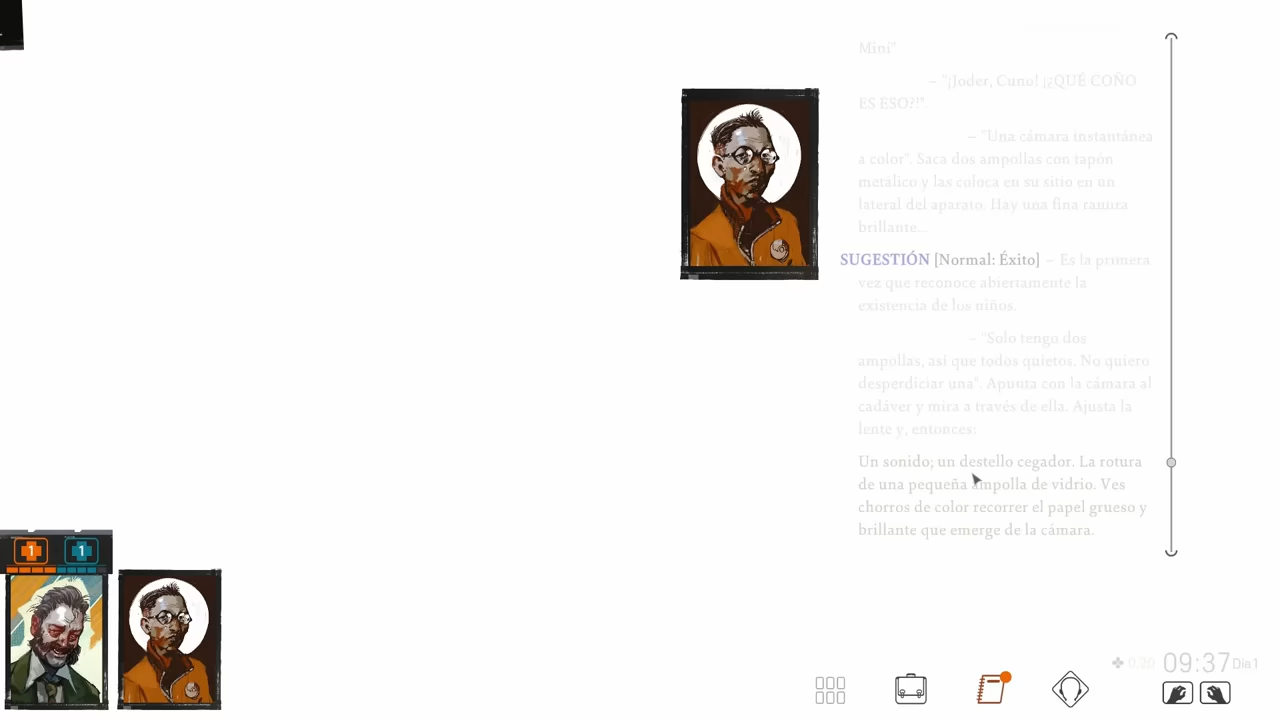 Mini"
– "¡Joder, Cuno! ¡¿QUÉ COÑO
ES ESO?!".
– "Una cámara instantánea
a color". Saca dos ampollas con tapón
metálico y las coloca en su sitio en un
lateral del aparato. Hay una fina ranura
brillante...
SUGESTIÓN [Normal: Éxito] – Es la primera
vez que reconoce abiertamente la
existencia de los niños.
– "Solo tengo dos
ampollas, así que todos quietos. No quiero
desperdiciar una". Apunta con la cámara al
cadáver y mira a través de ella. Ajusta la
lente y, entonces:
Un sonido; un destello cegador. La rotura
de una pequeña ampolla de vidrio. Ves
chorros de color recorrer el papel grueso y
brillante que emerge de la cámara.
1 1
0.20 09:37 Día 1